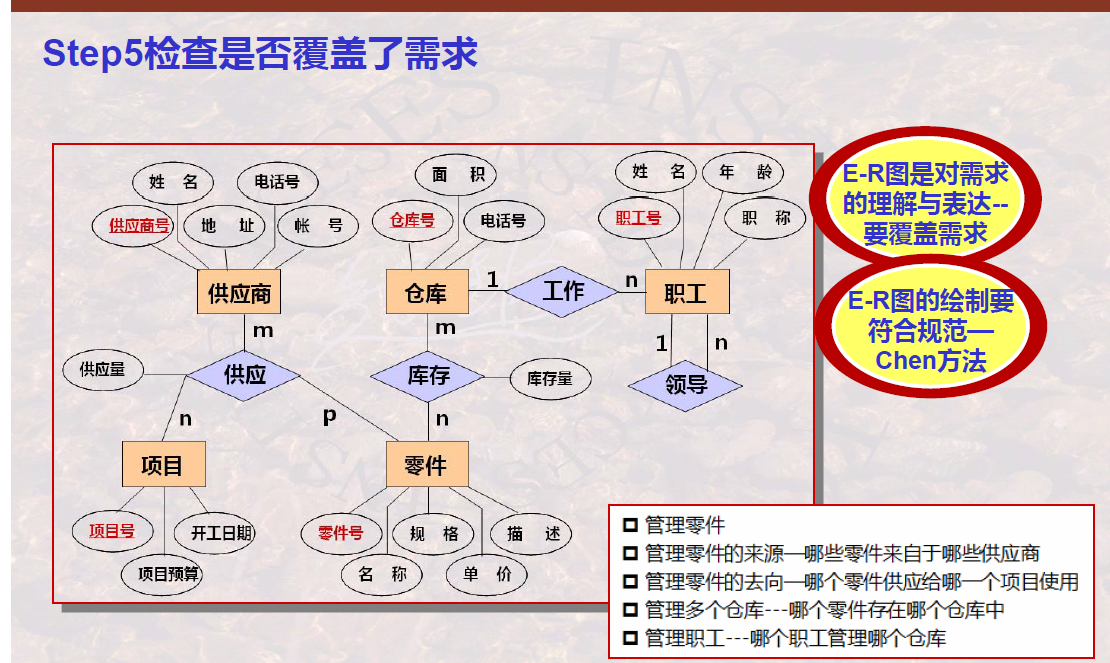 Step5检查是否覆盖了需求
姓 名
电话号
供应商号
地 址
帐 号
供应商
面 积
仓库号
电话号
仓库
姓 名
年 龄
职工号
职 称
职工
1
工作
n
m
供应量
供应
n
p
m
库存
库存量
n
1
n
领导
项目
项目号
开工日期
项目预算
零件
零件号
规 格
描 述
名 称
单 价
E-R图是对需求
的理解与表达--
要覆盖需求
E-R图的绘制要
符合规范—
Chen方法
管理零件
管理零件的来源—哪些零件来自于哪些供应商
管理零件的去向—哪个零件供应给哪一个项目使用
管理多个仓库---哪个零件存在哪个仓库中
管理职工---哪个职工管理哪个仓库